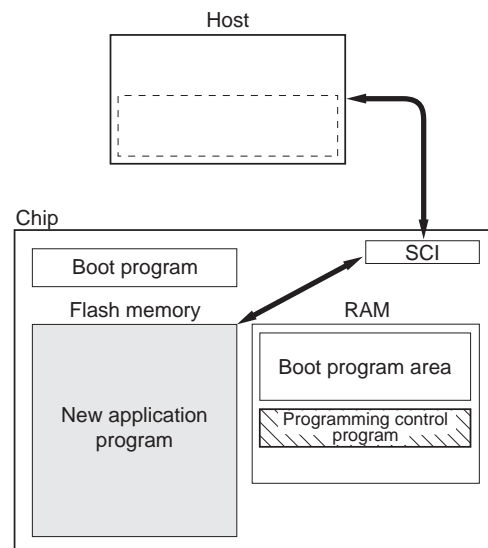 Host
Chip
SCI
Boot program
Flash memory
RAM
Boot program area
New application
program
Programming control
program